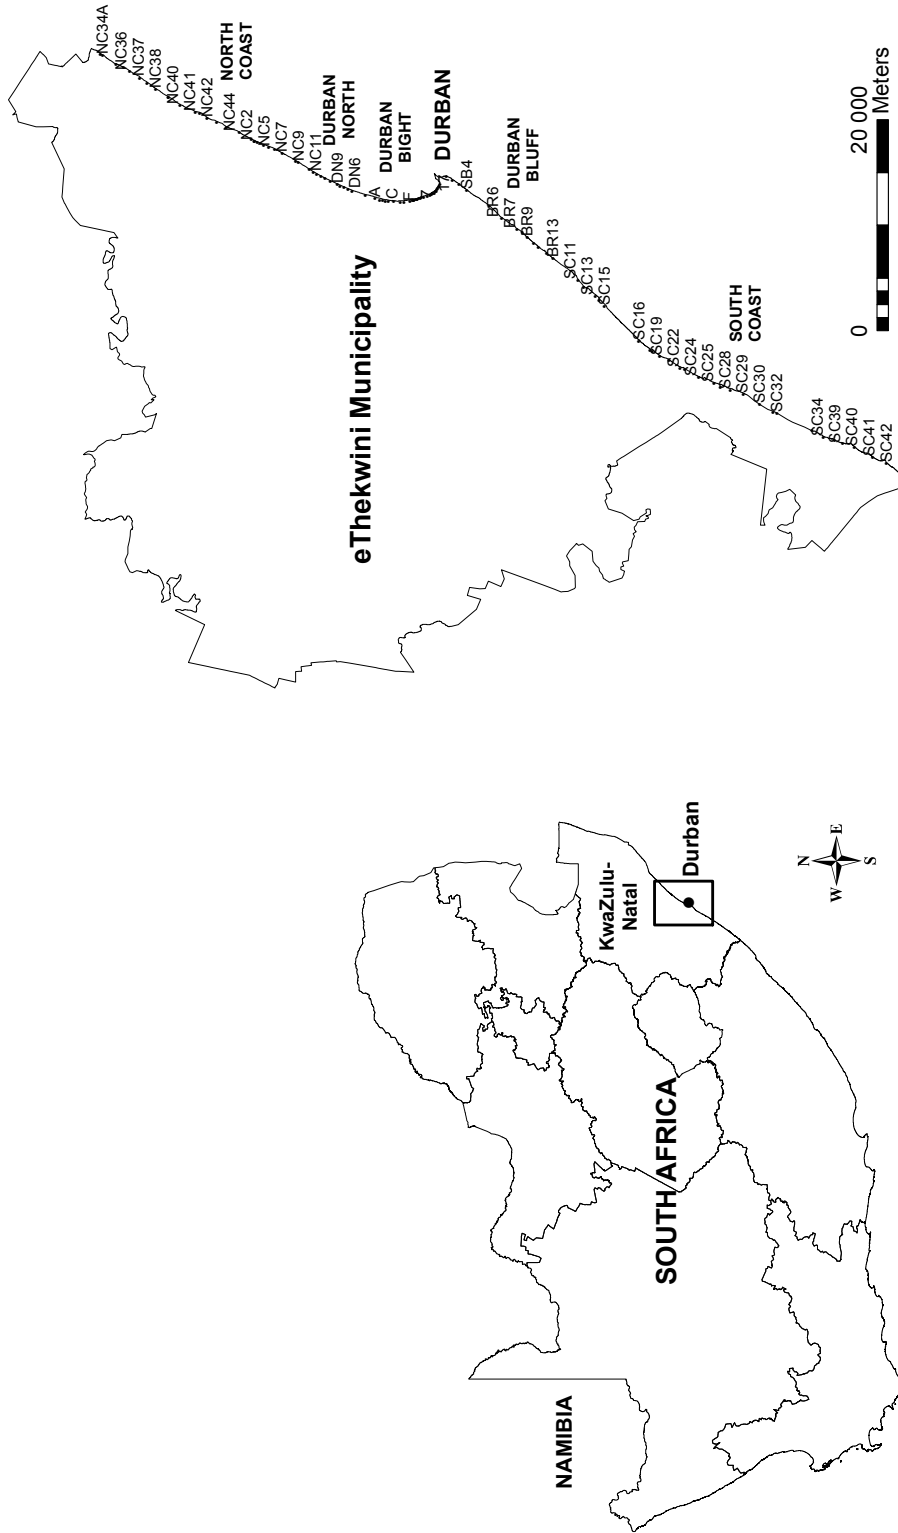 NAMIBIA
SOUTH AFRICA
KwaZulu-
Natal
Durban
N
W
E
S
eThekwini Municipality
NC34A
NC36
NC37
NC38
NC40
NC41
NC42
NORTH
COAST
NC44
NC2
NC5
NC7
NC9
NC11
DURBAN
NORTH
DN9
DN6
DURBAN
BIGHT
A
C
DURBAN
SB4
DURBAN
BLUFF
BR6
BR7
BR9
BR13
SC11
SC13
SC15
SC16
SC19
SC22
SC24
SC25
SC28
SC29
SOUTH
COAST
SC30
SC32
SC34
SC39
SC40
SC41
SC42
0
20 000
Meters